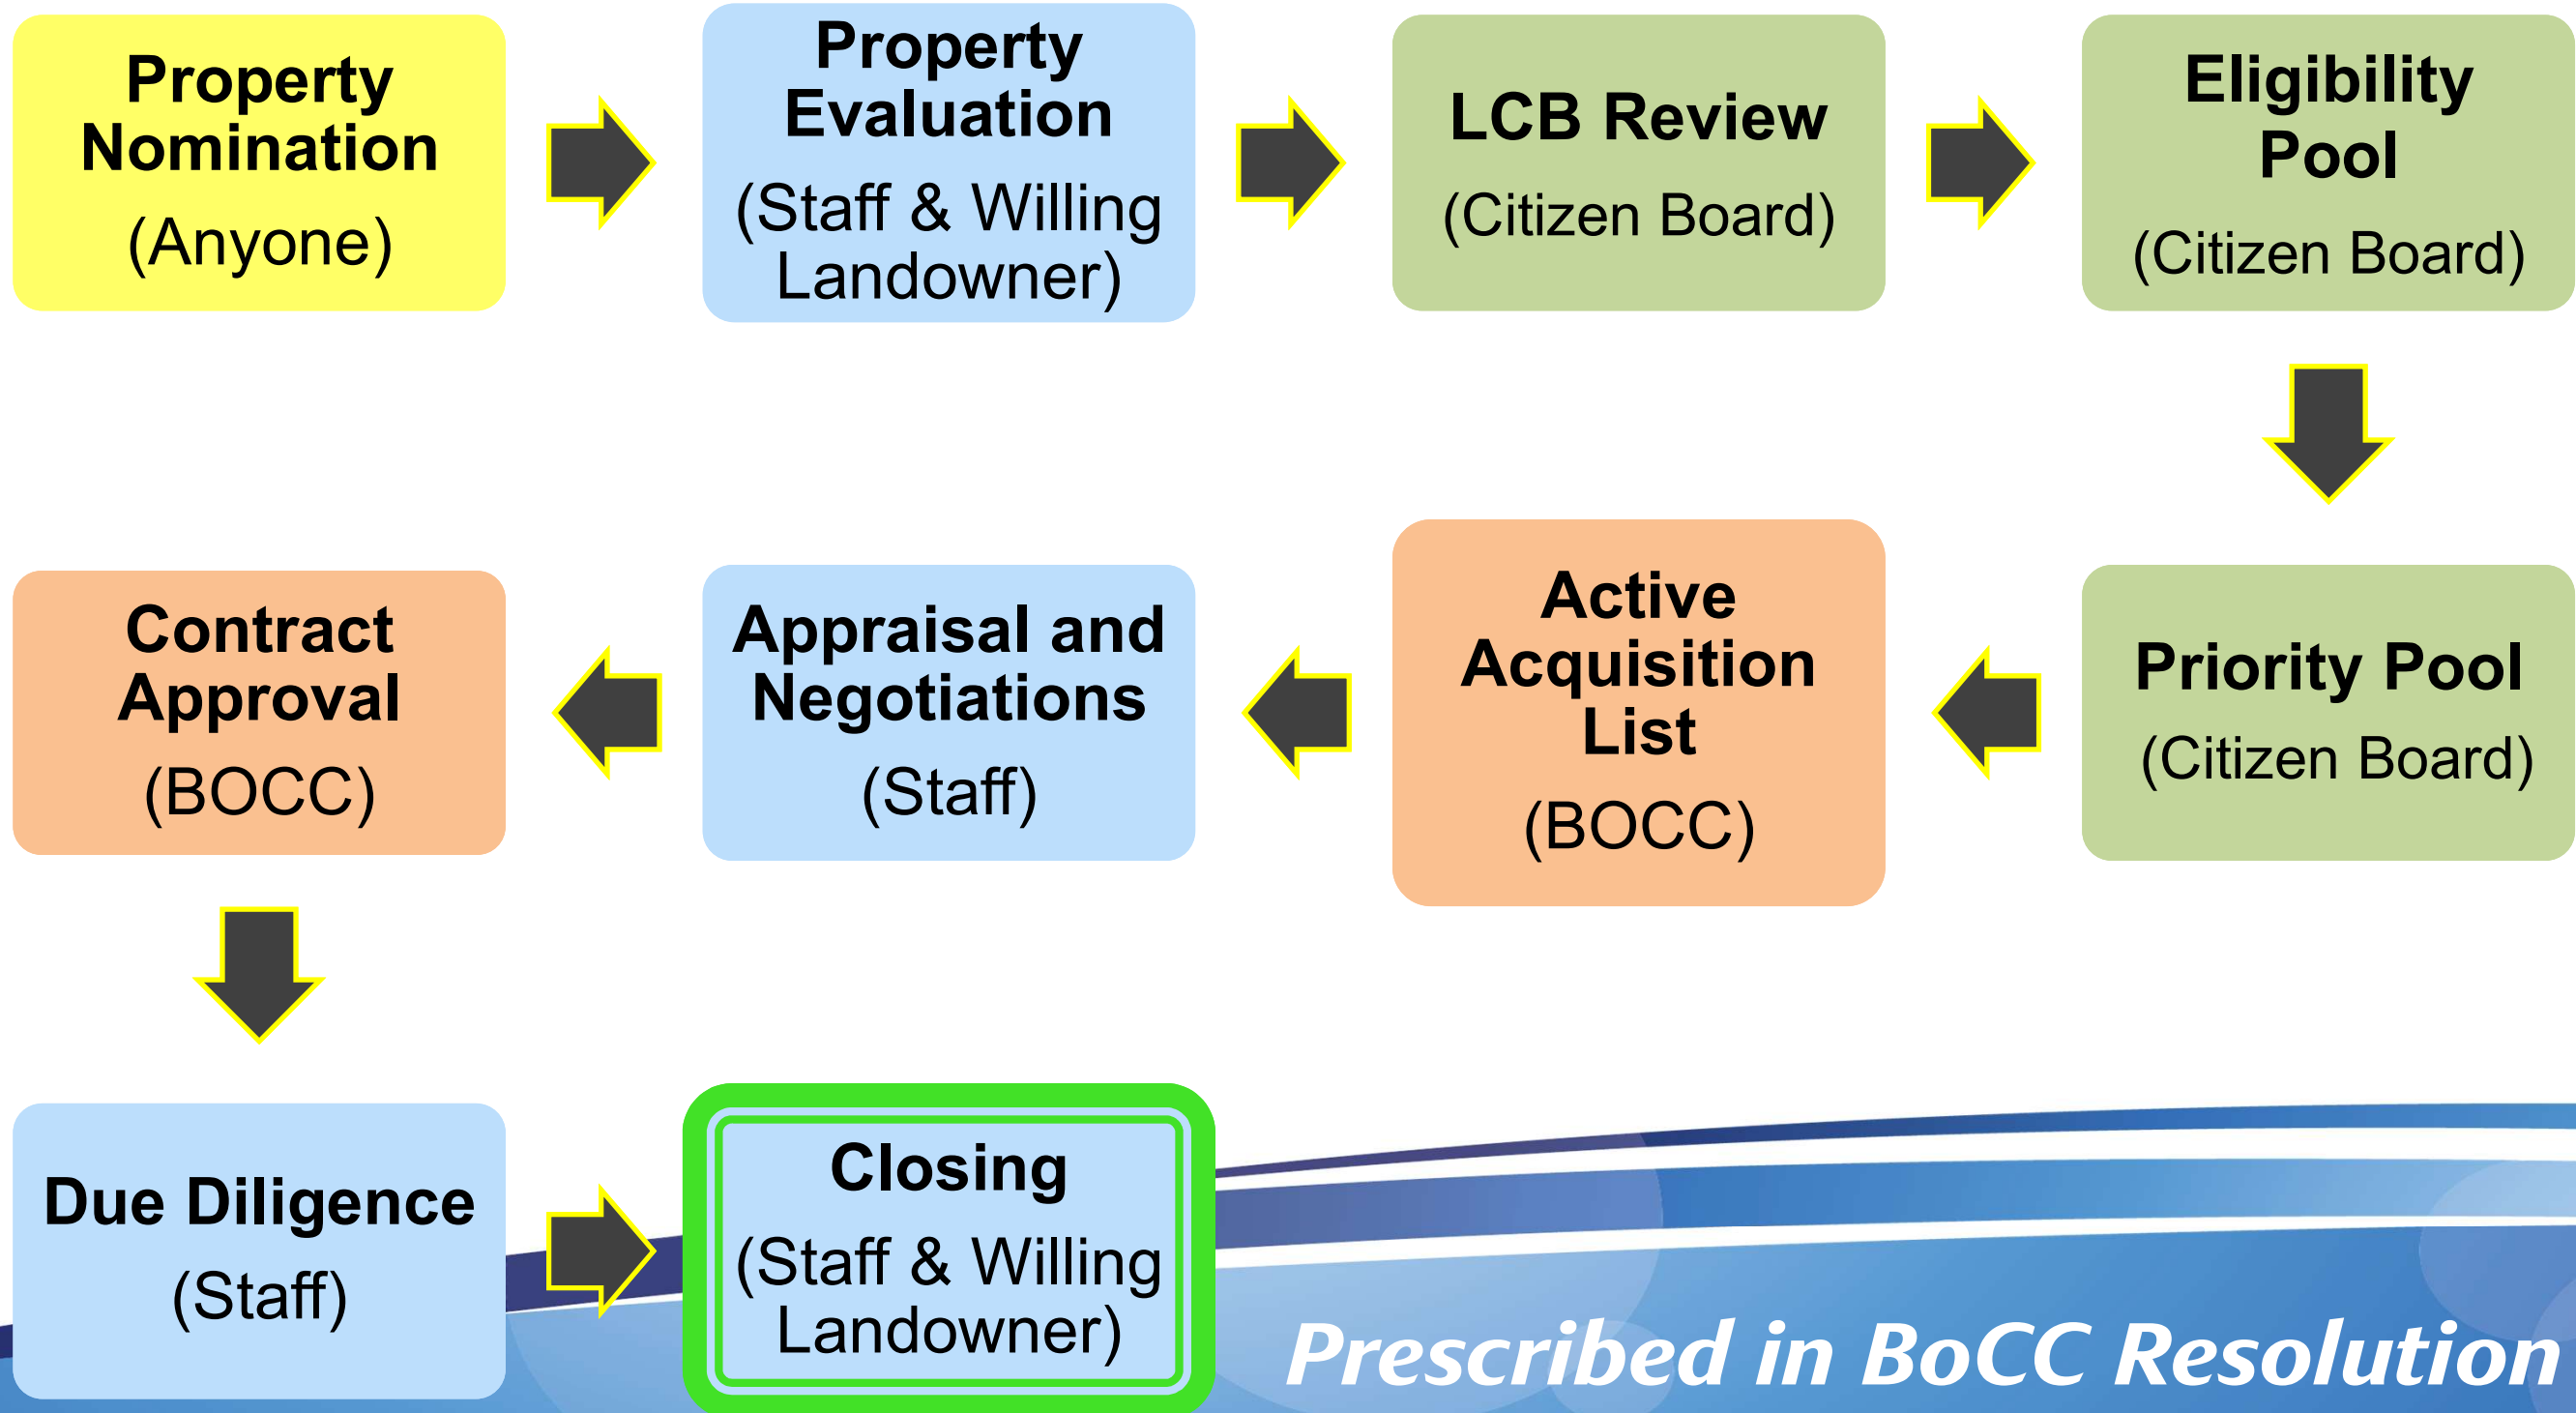 Property
Nomination
(Anyone)
Property
Evaluation
(Staff & Willing
Landowner)
LCB Review
(Citizen Board)
Eligibility
Pool
(Citizen Board)
Contract
Approval
(BOCC)
Appraisal and
Negotiations
(Staff)
Active
Acquisition
List
(BOCC)
Priority Pool
(Citizen Board)
Due Diligence
(Staff)
Closing
(Staff & Willing
Landowner)
Prescribed in BoCC Resolution